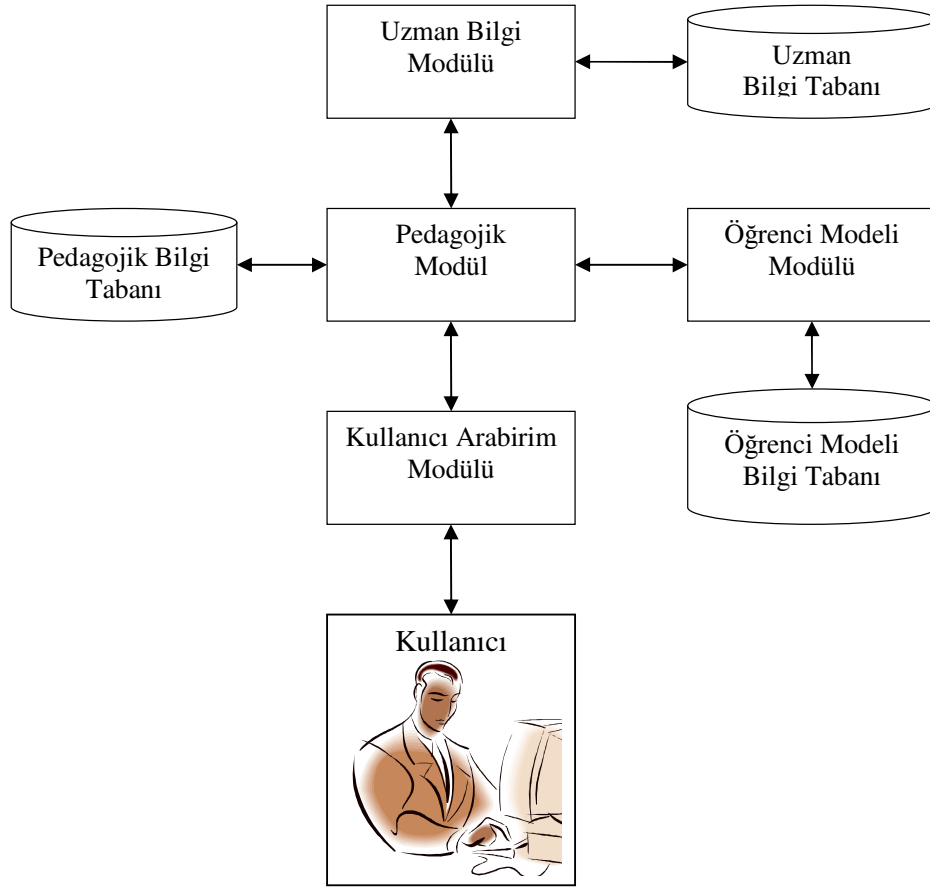 Uzman Bilgi
Modülü
Uzman
Bilgi Tabanı
Pedagojik Bilgi
Tabanı
Pedagojik
Modül
Öğrenci Modeli
Modülü
Kullanıcı Arabirim
Modülü
Öğrenci Modeli
Bilgi Tabanı
Kullanıcı